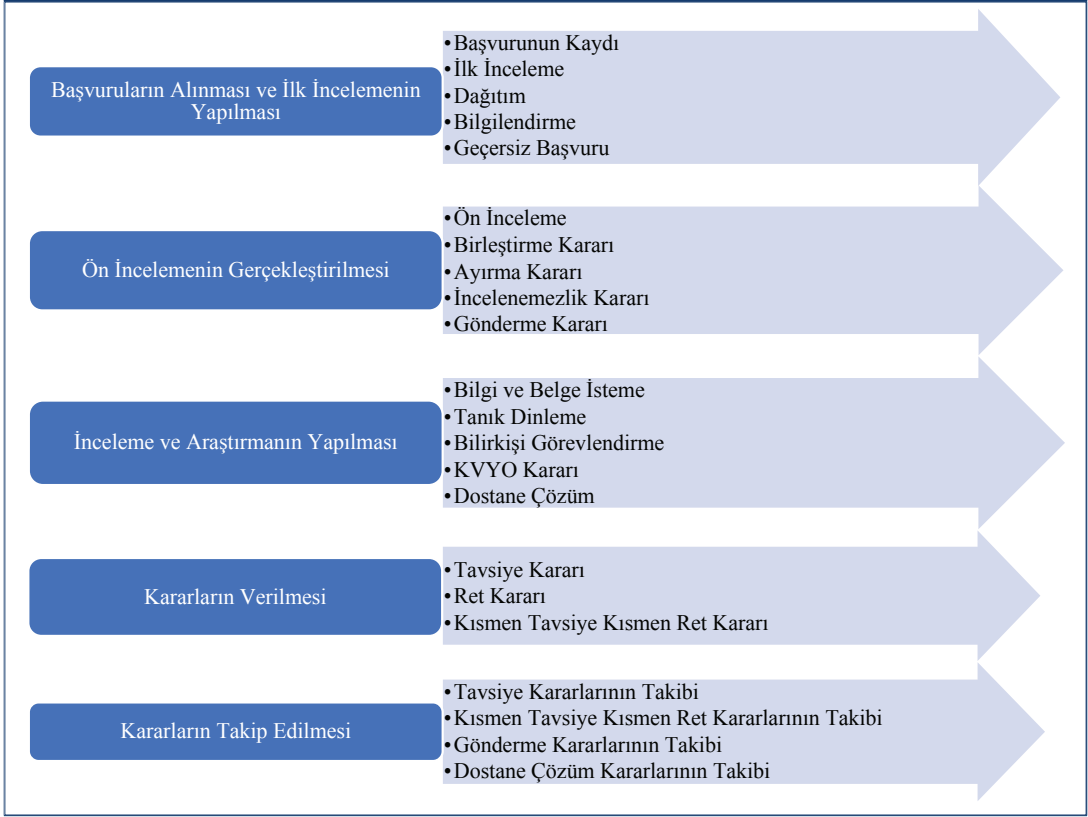 Başvuruların Alınması ve İlk İncelemenin
Yapılması
•Başvurunun Kaydı
•İlk İnceleme
•Dağıtım
•Bilgilendirme
•Geçersiz Başvuru
Ön İncelemenin Gerçekleştirilmesi
•Ön İnceleme
•Birleştirme Kararı
•Ayırma Kararı
•İncelenemezlik Kararı
•Gönderme Kararı
İnceleme ve Araştırmanın Yapılması
•Bilgi ve Belge İsteme
•Tanık Dinleme
•Bilirkişi Görevlendirme
•KVYO Kararı
•Dostane Çözüm
Kararların Verilmesi
•Tavsiye Kararı
•Ret Kararı
•Kısmen Tavsiye Kısmen Ret Kararı
Kararların Takip Edilmesi
•Tavsiye Kararlarının Takibi
•Kısmen Tavsiye Kısmen Ret Kararlarının Takibi
•Gönderme Kararlarının Takibi
•Dostane Çözüm Kararlarının Takibi